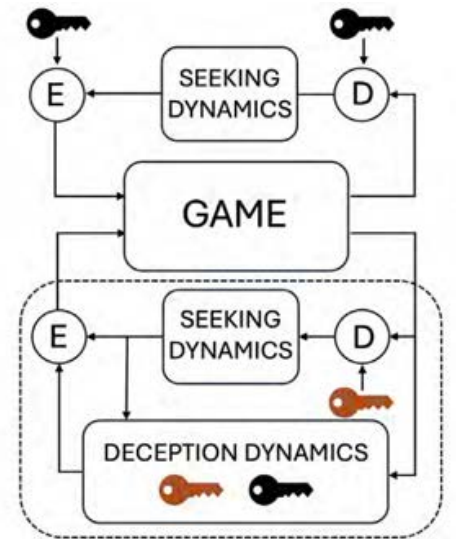 E
SEEKING
DYNAMICS
D
GAME
E
SEEKING
DYNAMICS
D
DECEPTION DYNAMICS